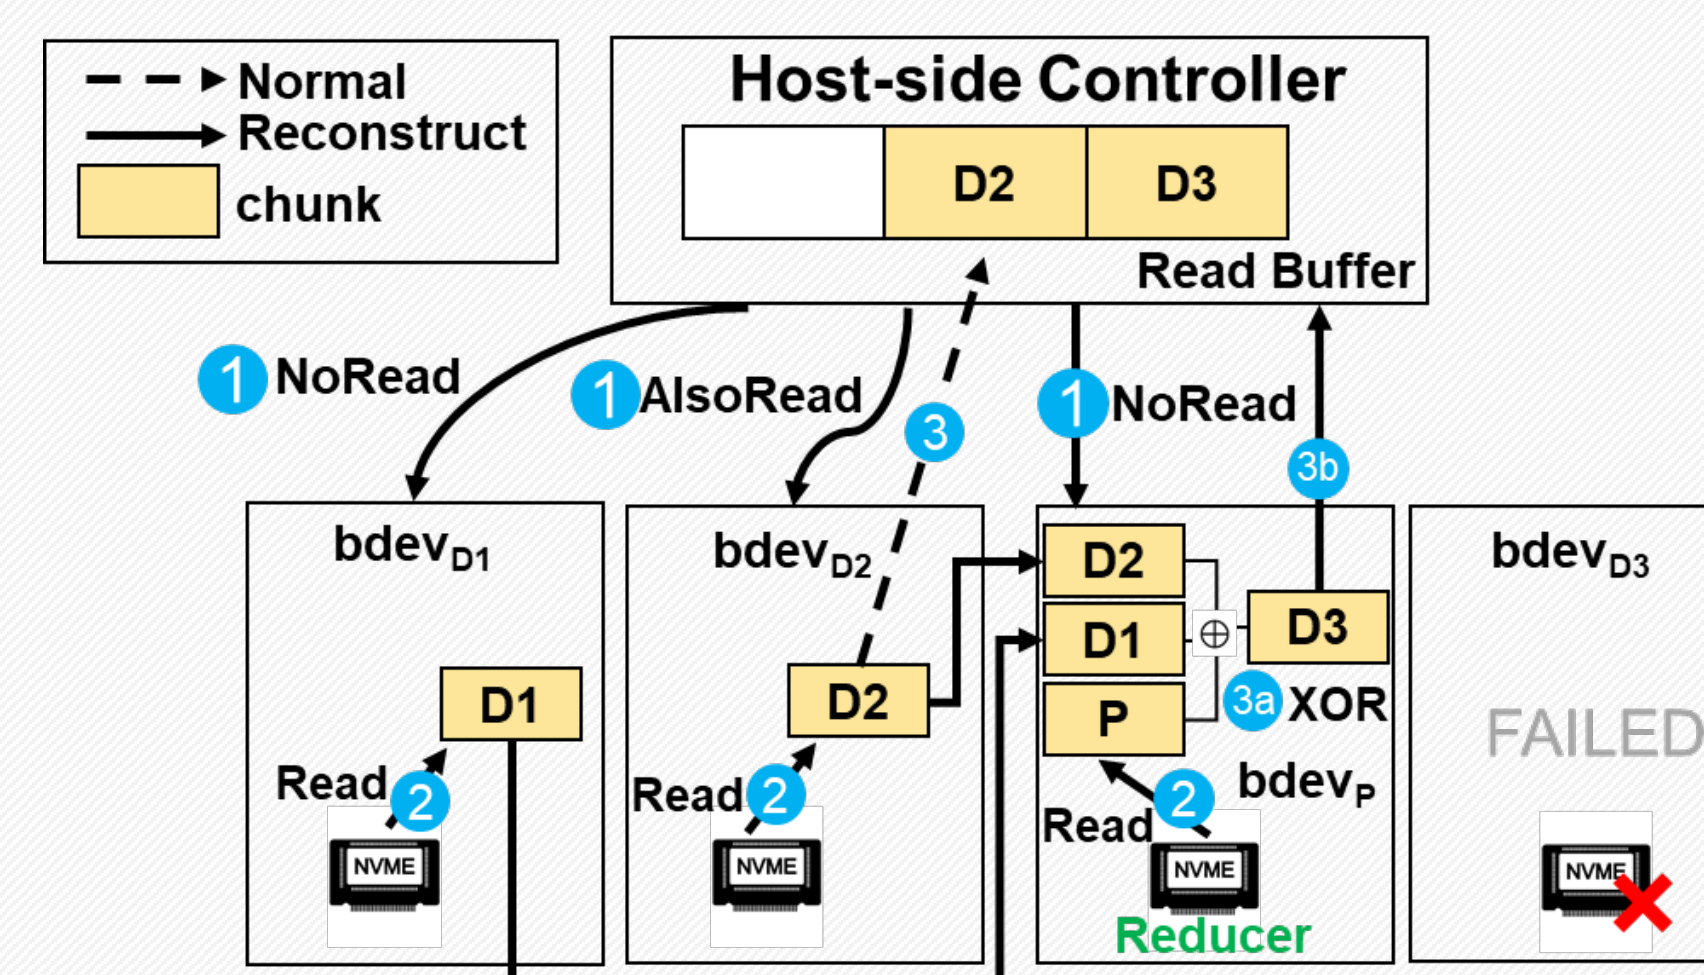 Normal
Reconstruct
chunk
Host-side Controller
D2 D3
Read Buffer
1 NoRead
1 AlsoRead
3
1 NoRead
3b
bdevD1
D1
Read 2
NVME
bdevD2
D2
Read 2
NVME
D2
D1
P
⊕
D3
3a XOR
bdevP
Read 2
NVME
Reducer
bdevD3
FAILED
NVME